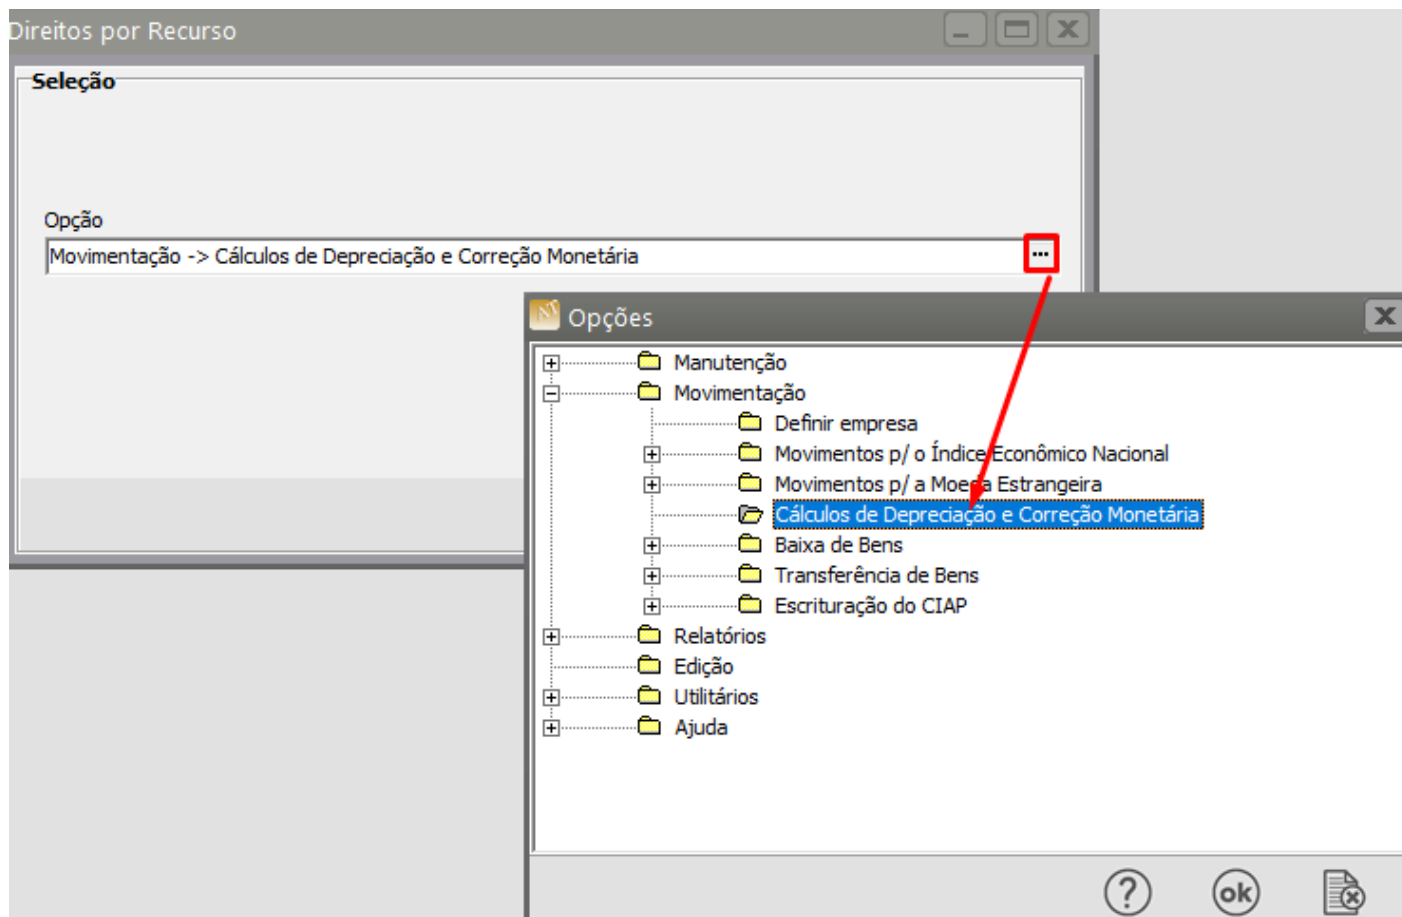 Direitos por Recurso
Seleção
Opção
Movimentação -> Cálculos de Depreciação e Correção Monetária
...
Opções
Manutenção
Movimentação
Definir empresa
Movimentos p/ o Índice Econômico Nacional
Movimentos p/ a Moeda Estrangeira
Cálculos de Depreciação e Correção Monetária
Baixa de Bens
Transferência de Bens
Escrituração do CIAP
Relatórios
Edição
Utilitários
Ajuda
? ok